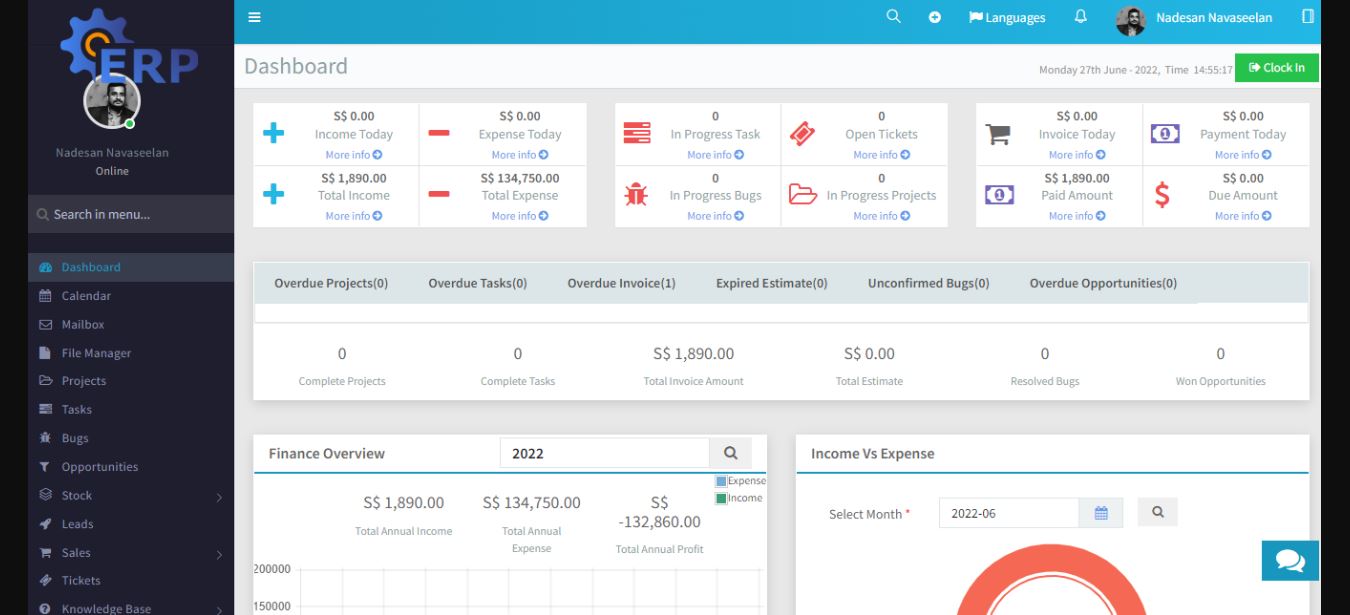 ERP
Nadesan Navaseelan
Online
Search in menu...
Dashboard
Calendar
Mailbox
File Manager
Projects
Tasks
Bugs
Opportunities
Stock
Leads
Sales
Tickets
Knowledge Base
Languages
Nadesan Navaseelan
Dashboard
Monday 27th June - 2022, Time 14:55:17
Clock In
S$ 0.00
Income Today
More info
S$ 0.00
Expense Today
More info
S$ 1,890.00
Total Income
More info
S$ 134,750.00
Total Expense
More info
0
In Progress Task
More info
0
Open Tickets
More info
0
In Progress Bugs
More info
0
In Progress Projects
More info
S$ 0.00
Invoice Today
More info
S$ 0.00
Payment Today
More info
S$ 1,890.00
Paid Amount
More info
S$ 0.00
Due Amount
More info
Overdue Projects(0) Overdue Tasks(0) Overdue Invoice(1) Expired Estimate(0) Unconfirmed Bugs(0) Overdue Opportunities(0)
0
Complete Projects
0
Complete Tasks
S$ 1,890.00
Total Invoice Amount
S$ 0.00
Total Estimate
0
Resolved Bugs
0
Won Opportunities
Finance Overview
2022
Expense
Income
S$ 1,890.00
Total Annual Income
S$ 134,750.00
Total Annual
Expense
S$
-132,860.00
Total Annual Profit
200000
150000
Income Vs Expense
Select Month *
2022-06